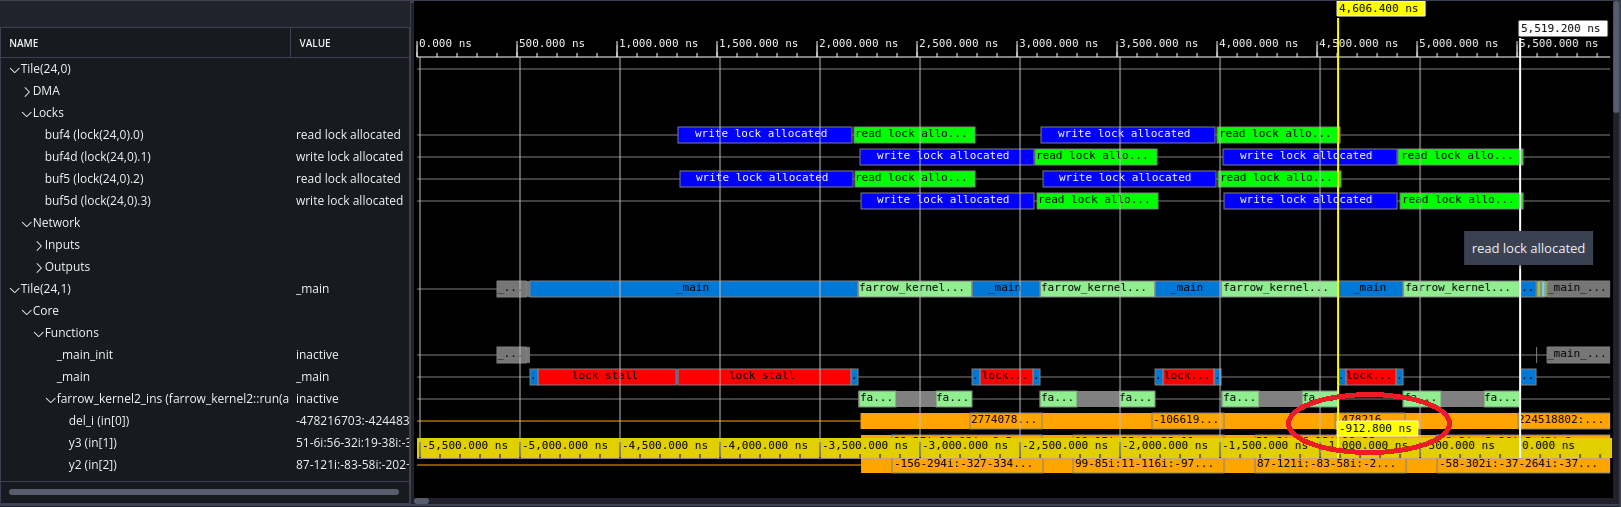 4,606.400 ns
5,519.200 ns
NAME VALUE
0.000 ns 500.000 ns 1,000.000 ns 1,500.000 ns 2,000.000 ns 2,500.000 ns 3,000.000 ns 3,500.000 ns 4,000.000 ns 4,500.000 ns 5,000.000 ns 5,500.000 ns
Tile(24,0)
DMA
Locks
buf4 (lock(24,0).0) read lock allocated write lock allocated read lock allo... write lock allocated read lock allo...
buf4d (lock(24,0).1) write lock allocated write lock allocated read lock allo... write lock allocated read lock allo...
buf5 (lock(24,0).2) read lock allocated write lock allocated read lock allo... write lock allocated read lock allo...
buf5d (lock(24,0).3) write lock allocated write lock allocated read lock allo... write lock allocated read lock allo...
Network
Inputs
read lock allocated
Outputs
Tile(24,1) _main _... _main farrow_kernel... _main farrow_kernel... _main farrow_kernel... _main farrow_kernel... .. _main_...
Core
Functions
_main_init inactive _... _main_...
_main _main . lock stall lock stall . . lock... . . lock... . lock... . ..
farrow_kernel2_ins (farrow_kernel2::run(a inactive fa... fa... fa... fa... fa... fa... fa...
del_i (in[0]) -478216703:-424483 2774078... -106619... -478216... 224518802:...
-912.800 ns
y3 (in[1]) 51-6i:56-32i:19-38i:-3 -5,500.000 ns -5,000.000 ns -4,500.000 ns -4,000.000 ns -3,500.000 ns -3,000.000 ns -2,500.000 ns -2,000.000 ns -1,500.000 ns -1,000.000 ns -500.000 ns 0.000 ns
y2 (in[2]) 87-121i:-83-58i:-202- -156-294i:-327-334... 99-85i:11-116i:-97... 87-121i:-83-58i:-2... -58-302i:-37-264i:-37...